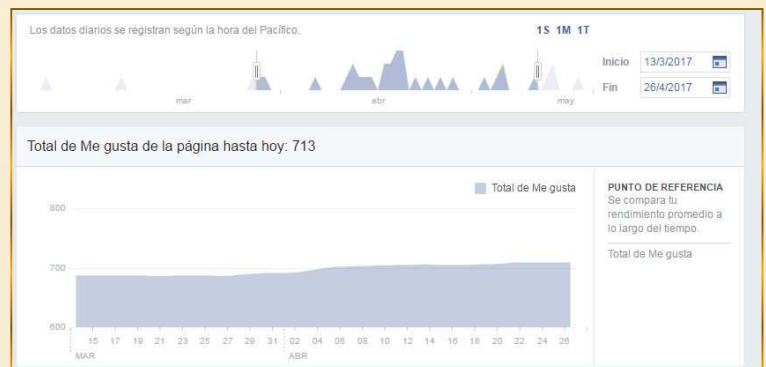 Los datos diarios se registran según la hora del Pacífico.
1S 1M 1T
Inicio 13/3/2017
Fin 26/4/2017
mar abr may
Total de Me gusta de la página hasta hoy: 713
Total de Me gusta
PUNTO DE REFERENCIA
Se compara tu
rendimiento promedio a
lo largo del tiempo.
Total de Me gusta
800
700
600
15 17 19 21 23 25 27 29 31 02 04 06 08 10 12 14 16 18 20 22 24 26
MAR ABR